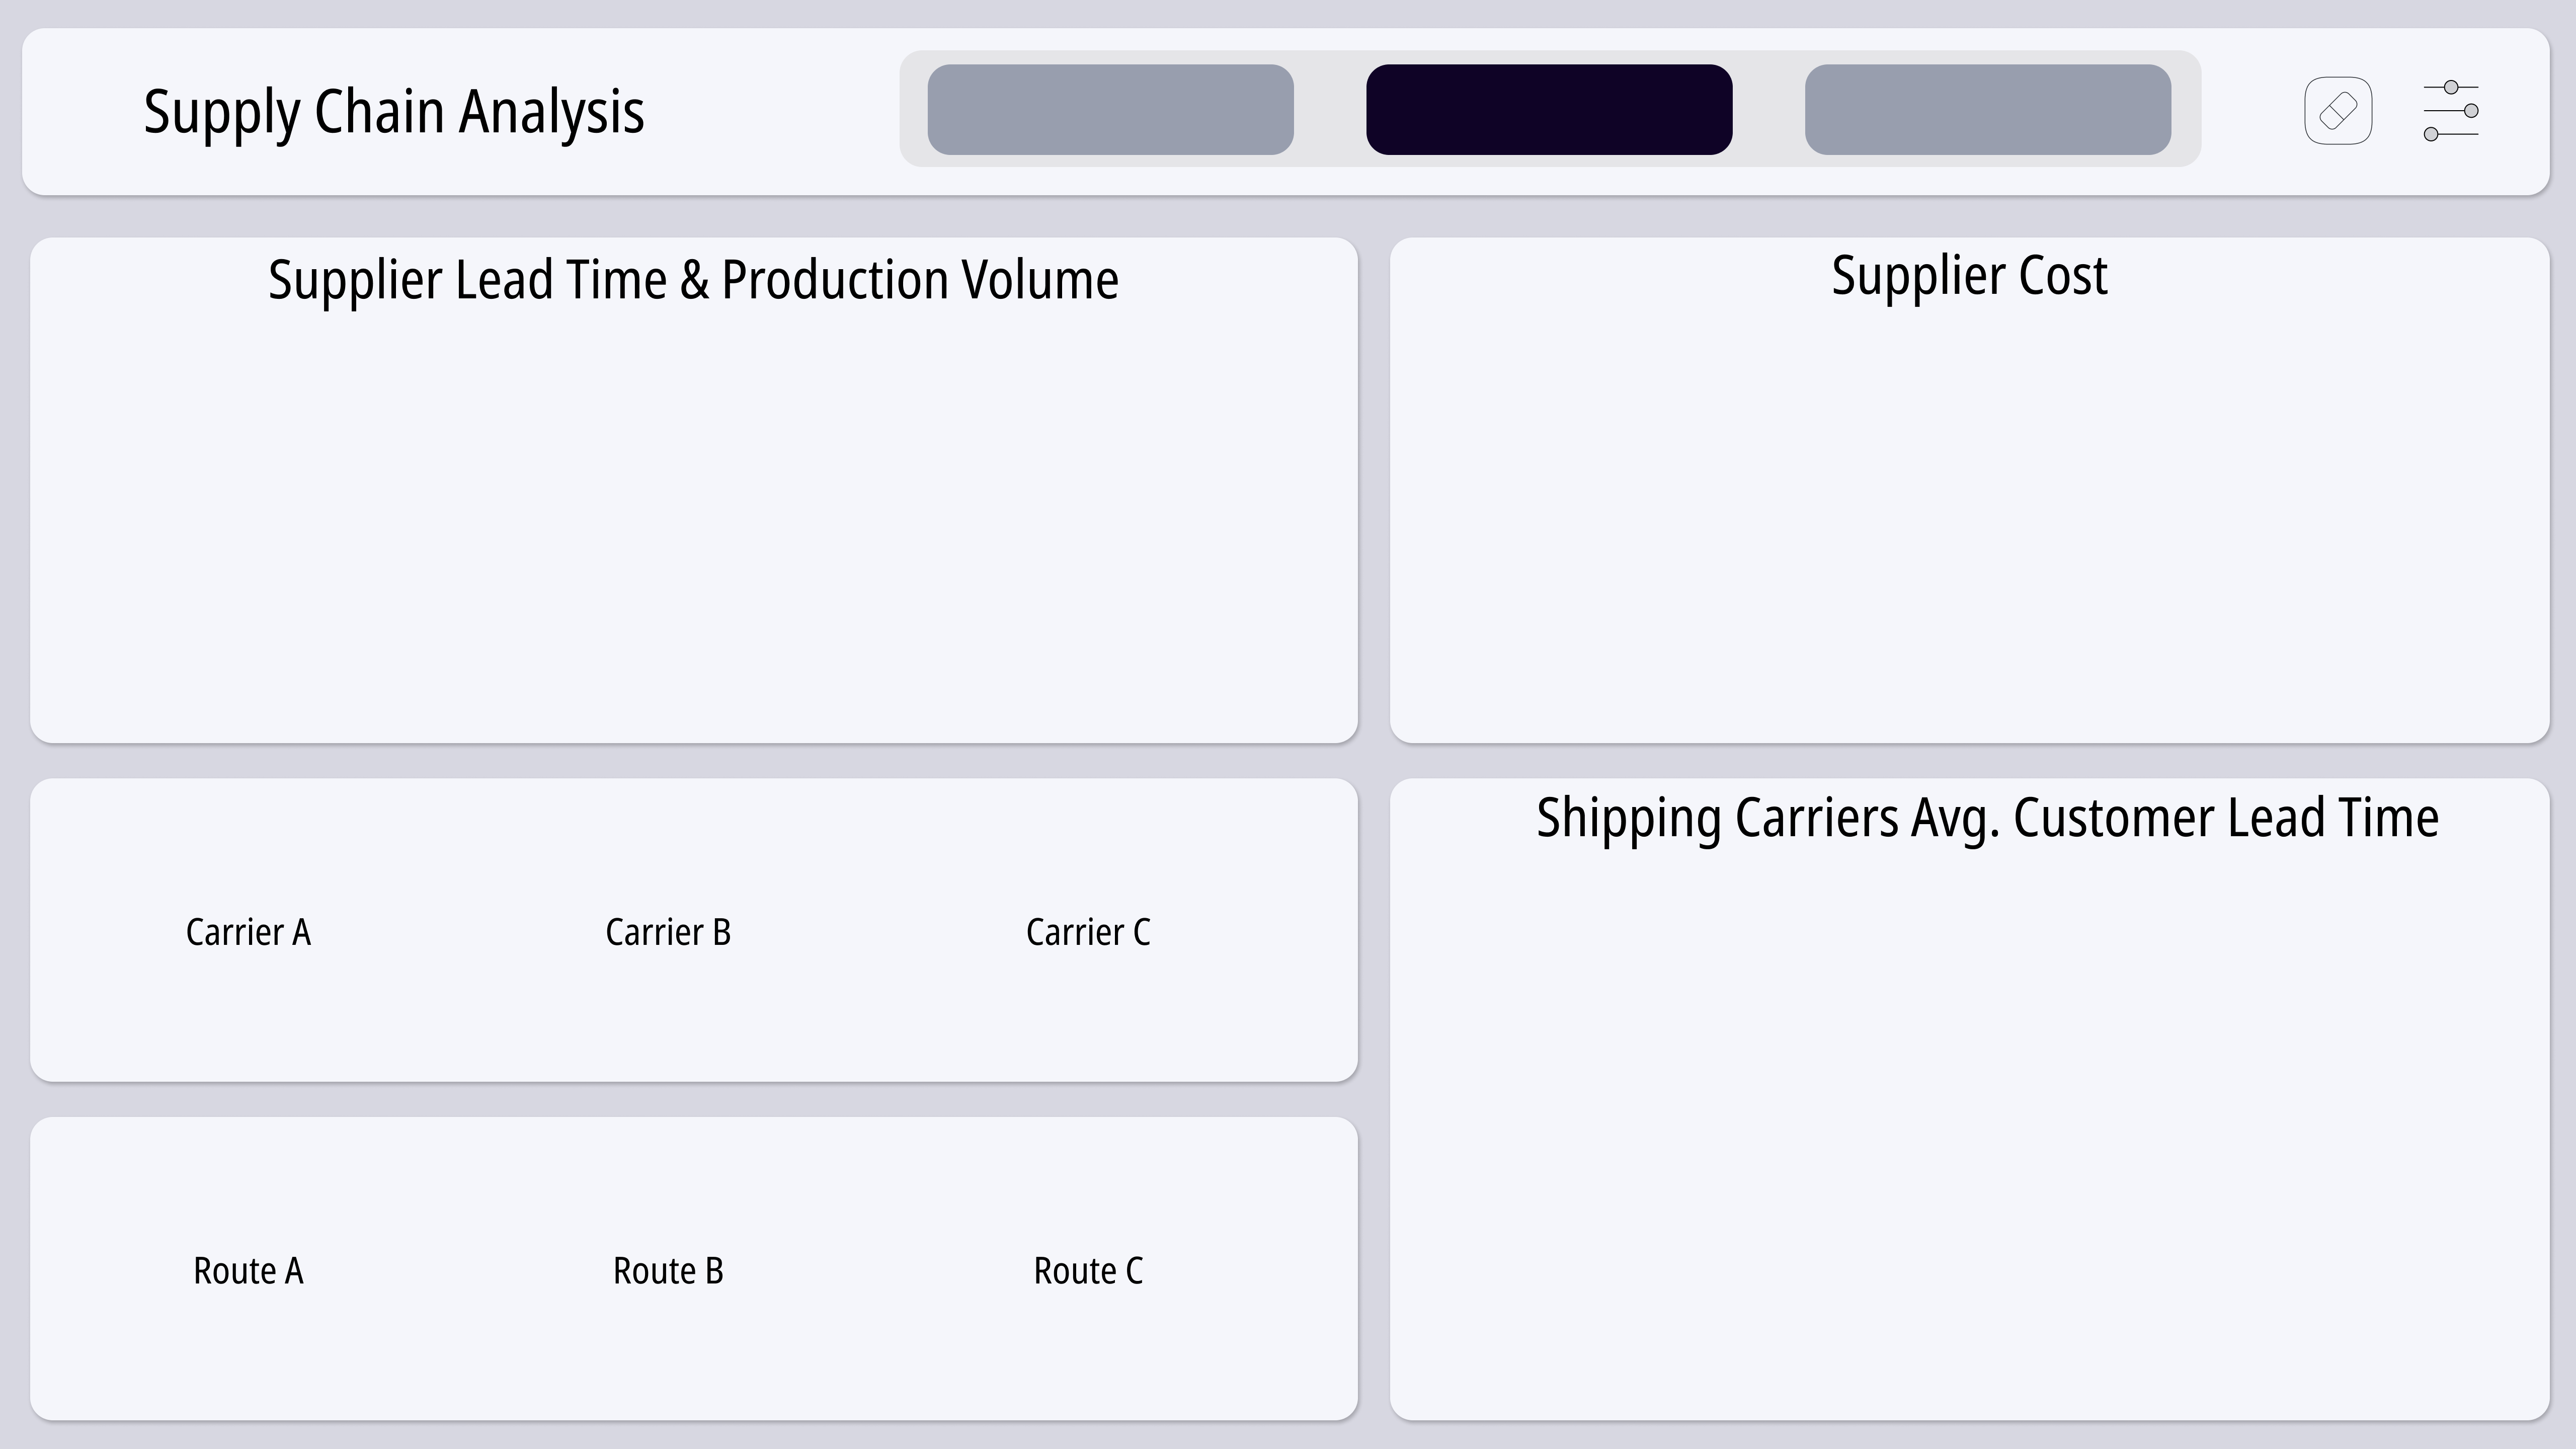 Supply Chain Analysis
Supplier Lead Time & Production Volume
Supplier Cost
Carrier A
Carrier B
Carrier C
Shipping Carriers Avg. Customer Lead Time
Route A
Route B
Route C